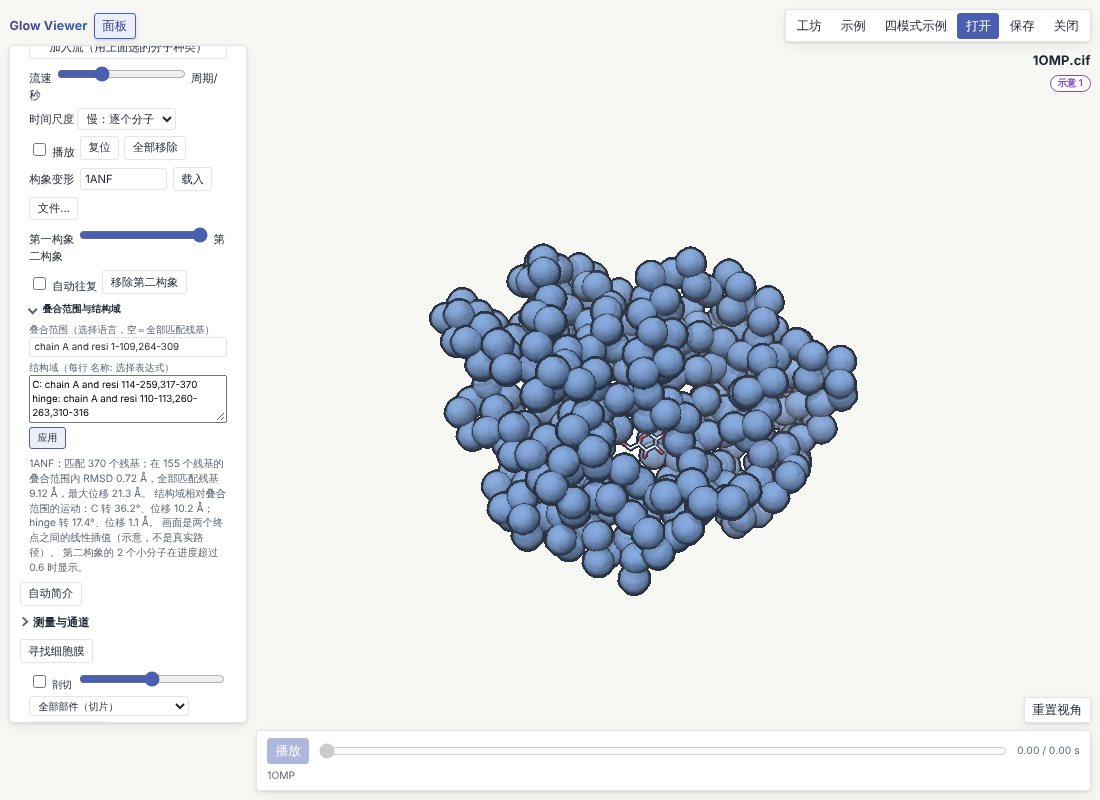 Glow Viewer 面板
工坊 示例 四模式示例 打开 保存 关闭
1OMP.cif
示意 1
加入流（用上面选的分子种类）
流速 周期/
秒
时间尺度 慢：逐个分子
播放 复位 全部移除
构象变形 1ANF 载入
文件...
第一构象 第
二构象
自动往复 移除第二构象
叠合范围与结构域
叠合范围（选择语言，空＝全部匹配残基）
chain A and resi 1-109,264-309
结构域（每行 名称: 选择表达式）
C: chain A and resi 114-259,317-370
hinge: chain A and resi 110-113,260-
263,310-316
应用
1ANF：匹配 370 个残基；在 155 个残基的
叠合范围内 RMSD 0.72 Å，全部匹配残基
9.12 Å，最大位移 21.3 Å。 结构域相对叠合
范围的运动：C 转 36.2°、位移 10.2 Å；
hinge 转 17.4°、位移 1.1 Å。 画面是两个终
点之间的线性插值（示意，不是真实路
径）。 第二构象的 2 个小分子在进度超过
0.6 时显示。
自动简介
测量与通道
寻找细胞膜
剖切
全部部件（切片）
重置视角
播放 0.00 / 0.00 s
1OMP